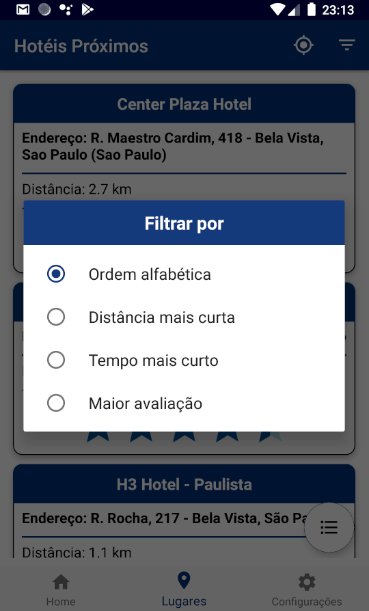 23:13
Hotéis Próximos
Center Plaza Hotel
Endereço: R. Maestro Cardim, 418 - Bela Vista,
Sao Paulo (Sao Paulo)
Distância: 2.7 km
Filtrar por
Ordem alfabética
Distância mais curta
Tempo mais curto
Maior avaliação
H3 Hotel - Paulista
Endereço: R. Rocha, 217 - Bela Vista, São
Distância: 1.1 km
Home
Lugares
Configurações